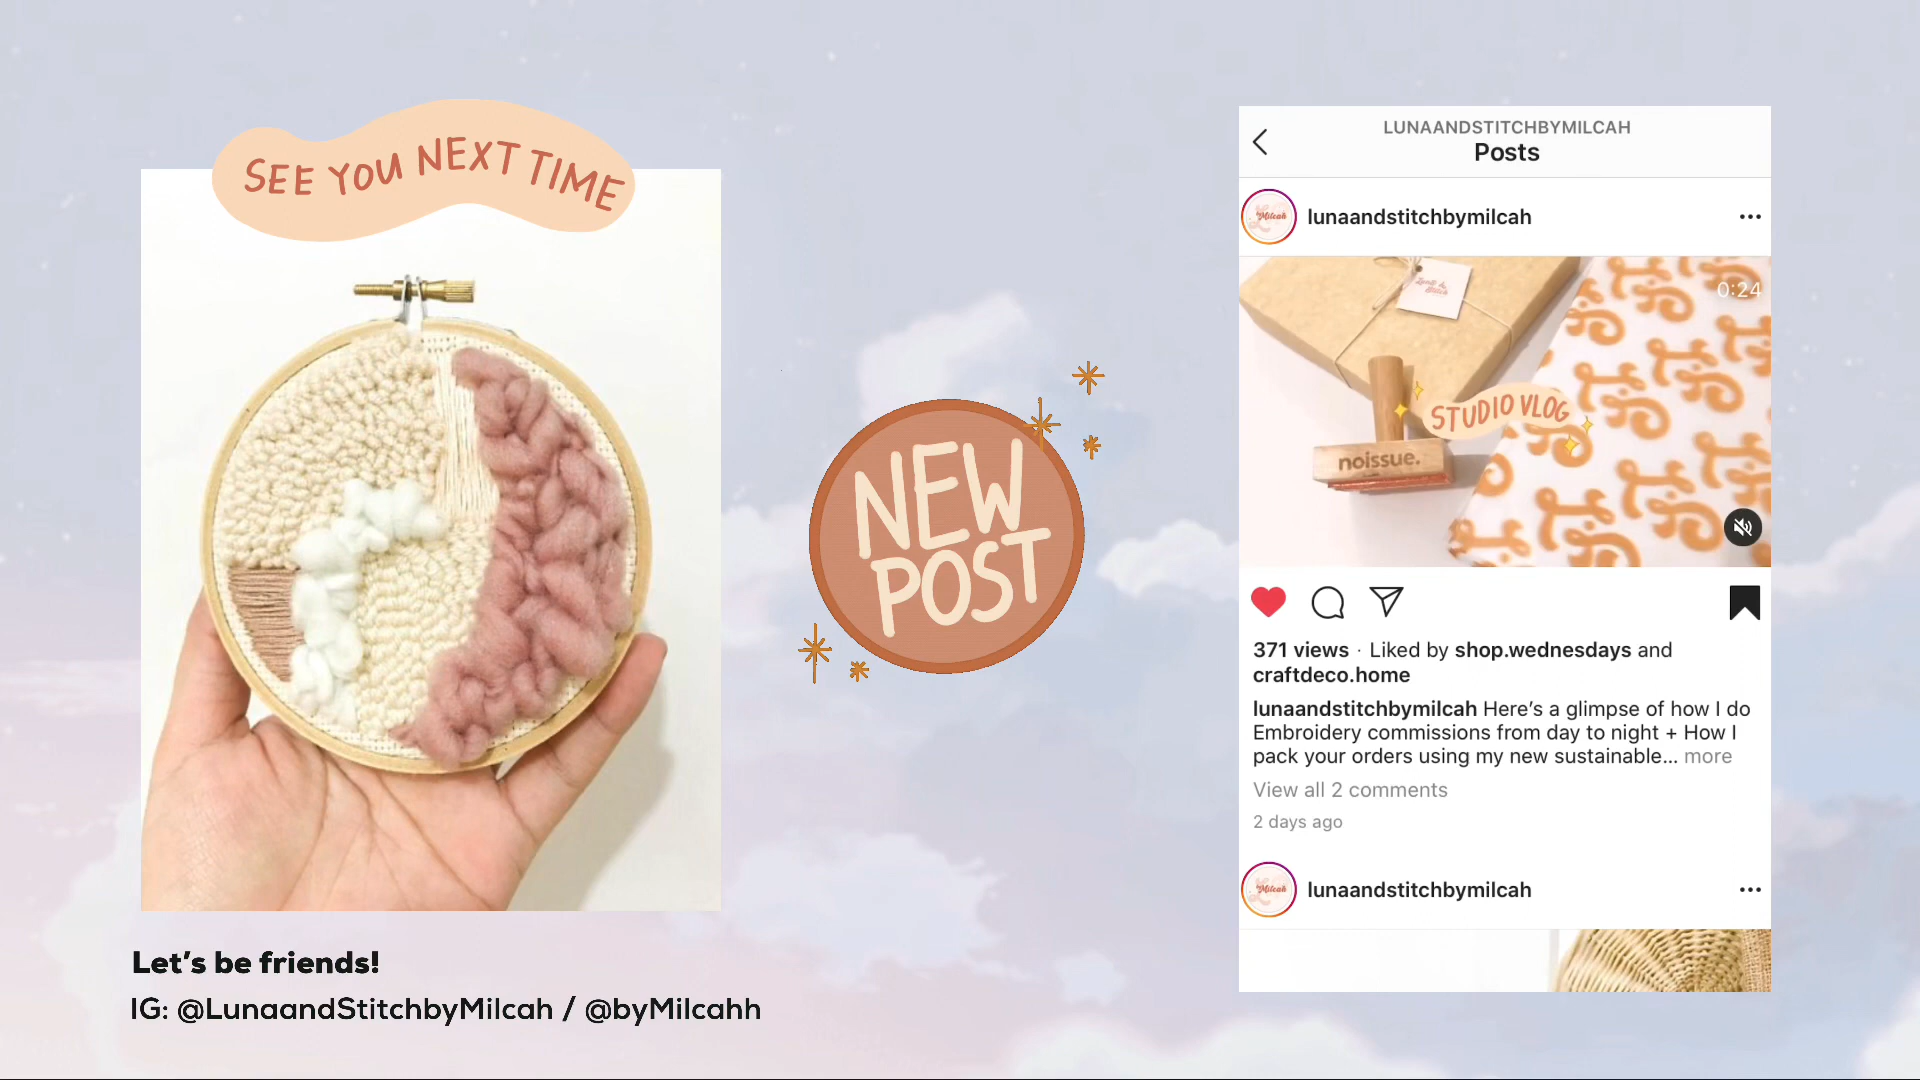 SEE YOU NEXT TIME
Let's be friends!
IG: @LunaandStitchbyMilcah / @byMilcahh
NEW
POST
LUNAANDSTITCHBYMILCAH
Posts
Milcah
lunaandstitchbymilcah
0:24
STUDIO VLOG
noissue.
371 views · Liked by shop.wednesdays and
craftdeco.home
lunaandstitchbymilcah Here's a glimpse of how I do
Embroidery commissions from day to night + How I
pack your orders using my new sustainable... more
View all 2 comments
2 days ago
Milcah
lunaandstitchbymilcah